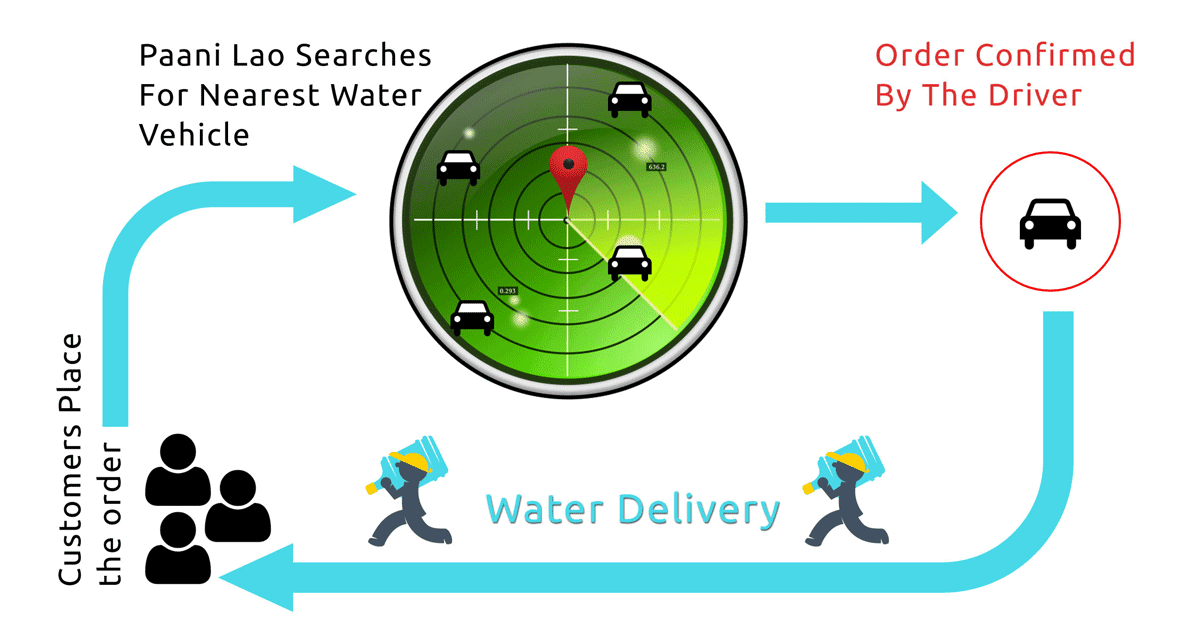 Paani Lao Searches
For Nearest Water
Vehicle
Order Confirmed
By The Driver
636.2
0.293
Customers Place
the order
Water Delivery